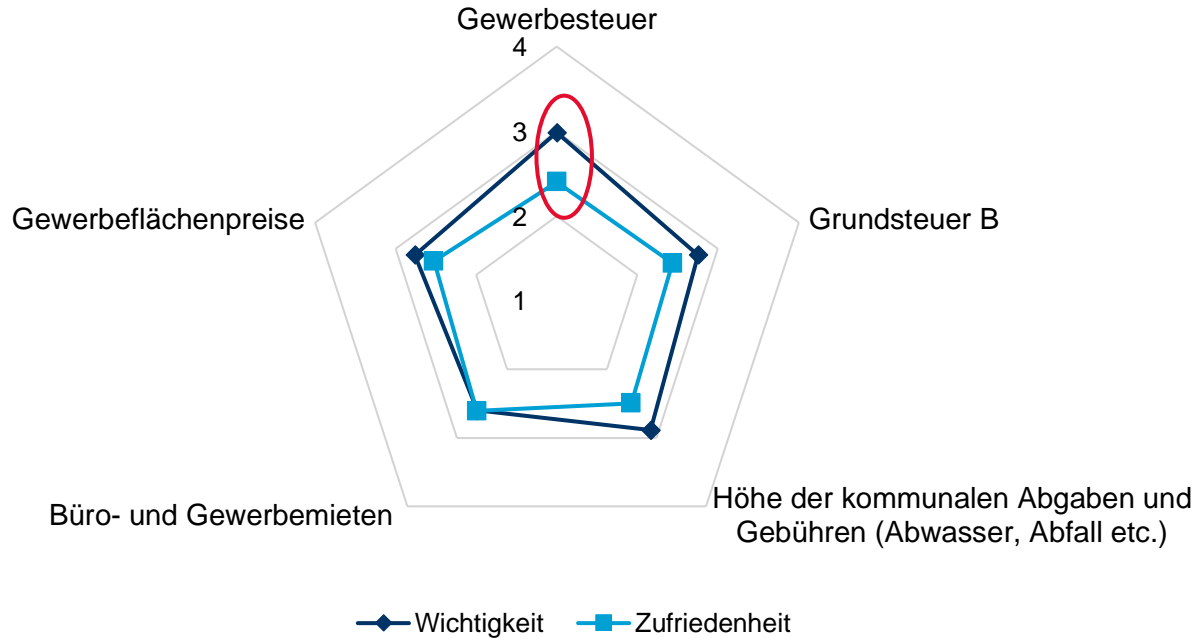 Gewerbesteuer
4
3
2
1
Gewerbeflächenpreise
Grundsteuer B
Büro- und Gewerbemieten
Höhe der kommunalen Abgaben und
Gebühren (Abwasser, Abfall etc.)
Wichtigkeit
Zufriedenheit